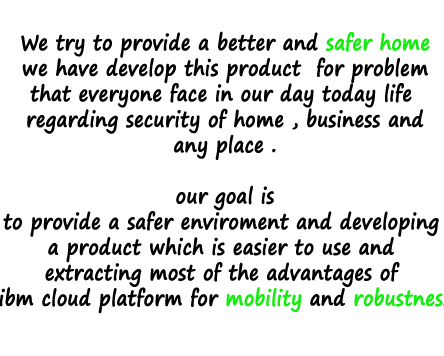 We try to provide a better and safer home
we have develop this product for problem
that everyone face in our day today life
regarding security of home , business and
any place .
our goal is
to provide a safer enviroment and developing
a product which is easier to use and
extracting most of the advantages of
ibm cloud platform for mobility and robustnes